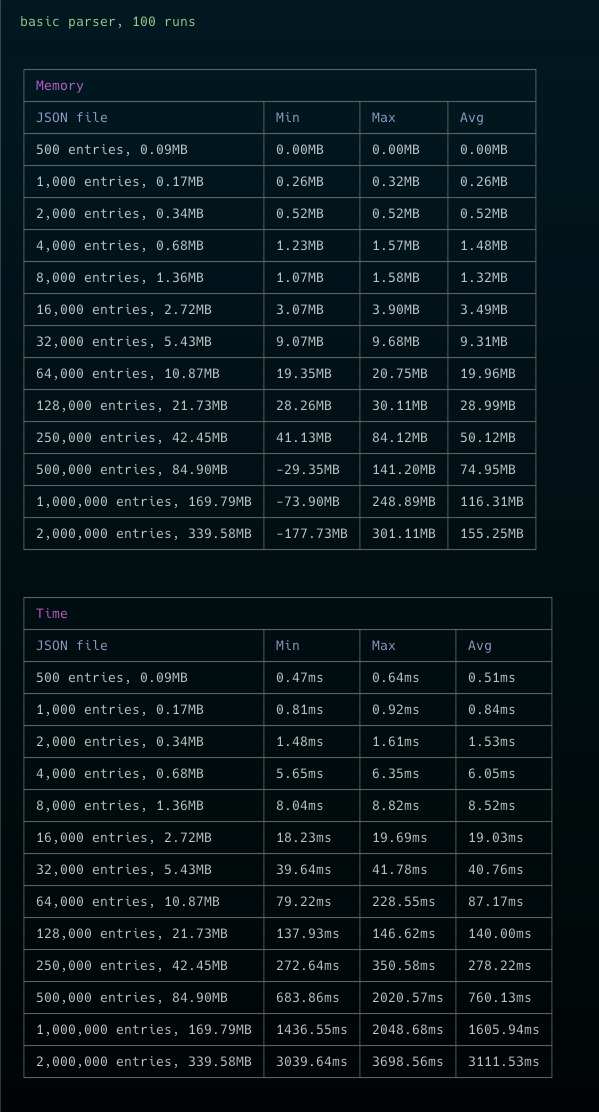 basic parser, 100 runs
Memory
JSON file Min Max Avg
500 entries, 0.09MB 0.00MB 0.00MB 0.00MB
1,000 entries, 0.17MB 0.26MB 0.32MB 0.26MB
2,000 entries, 0.34MB 0.52MB 0.52MB 0.52MB
4,000 entries, 0.68MB 1.23MB 1.57MB 1.48MB
8,000 entries, 1.36MB 1.07MB 1.58MB 1.32MB
16,000 entries, 2.72MB 3.07MB 3.90MB 3.49MB
32,000 entries, 5.43MB 9.07MB 9.68MB 9.31MB
64,000 entries, 10.87MB 19.35MB 20.75MB 19.96MB
128,000 entries, 21.73MB 28.26MB 30.11MB 28.99MB
250,000 entries, 42.45MB 41.13MB 84.12MB 50.12MB
500,000 entries, 84.90MB -29.35MB 141.20MB 74.95MB
1,000,000 entries, 169.79MB -73.90MB 248.89MB 116.31MB
2,000,000 entries, 339.58MB -177.73MB 301.11MB 155.25MB
Time
JSON file Min Max Avg
500 entries, 0.09MB 0.47ms 0.64ms 0.51ms
1,000 entries, 0.17MB 0.81ms 0.92ms 0.84ms
2,000 entries, 0.34MB 1.48ms 1.61ms 1.53ms
4,000 entries, 0.68MB 5.65ms 6.35ms 6.05ms
8,000 entries, 1.36MB 8.04ms 8.82ms 8.52ms
16,000 entries, 2.72MB 18.23ms 19.69ms 19.03ms
32,000 entries, 5.43MB 39.64ms 41.78ms 40.76ms
64,000 entries, 10.87MB 79.22ms 228.55ms 87.17ms
128,000 entries, 21.73MB 137.93ms 146.62ms 140.00ms
250,000 entries, 42.45MB 272.64ms 350.58ms 278.22ms
500,000 entries, 84.90MB 683.86ms 2020.57ms 760.13ms
1,000,000 entries, 169.79MB 1436.55ms 2048.68ms 1605.94ms
2,000,000 entries, 339.58MB 3039.64ms 3698.56ms 3111.53ms